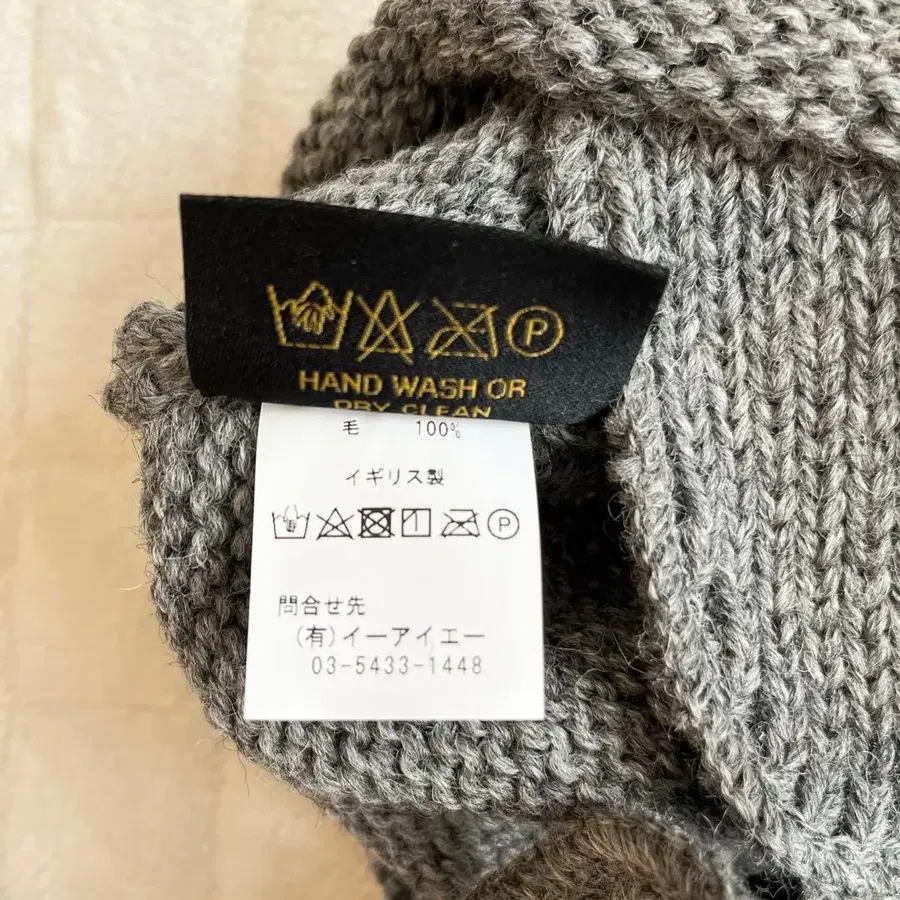 HAND WASH OR
DRY CLEAN
毛 100%
イギリス製
P
問合せ先
(有)イーアイエー
03-5433-1448